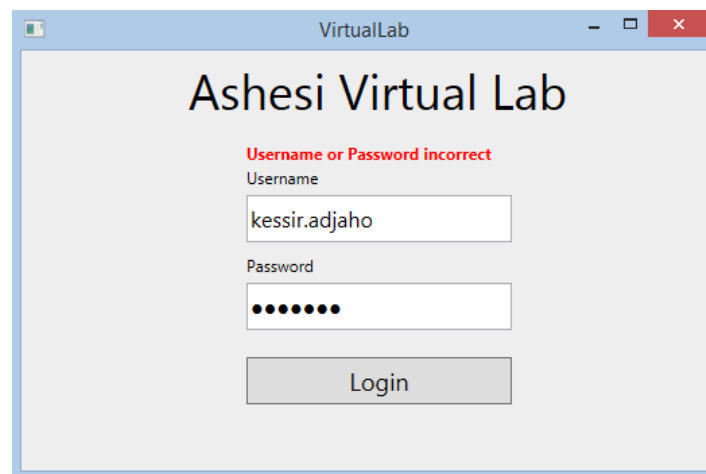 VirtualLab
Ashesi Virtual Lab
Username or Password incorrect
Username
kessir.adjaho
Password
●●●●●●●
Login